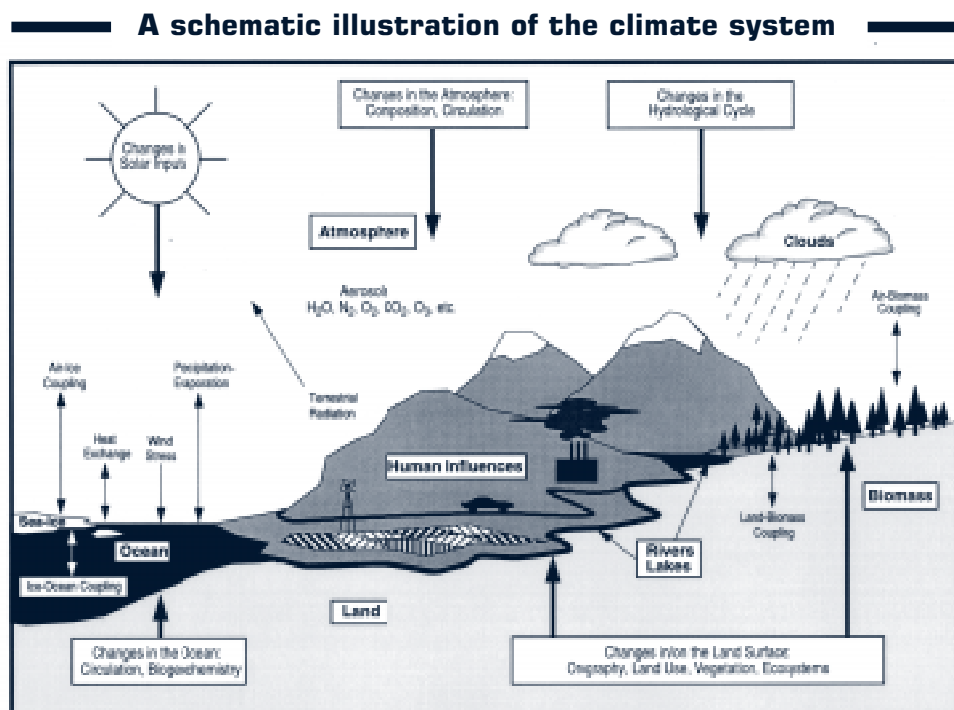 A schematic illustration of the climate system
Changes in the Atmosphere:
Composition, Circulation
Changes in the
Hydrological Cycle
Changes in
Solar Inputs
Atmosphere
Clouds
Aerosols
H2O, N2, O2, CO2, O3, etc.
Air-Biomass
Coupling
Air-Ice
Coupling
Precipitation-
Evaporation
Terrestrial
Radiation
Heat
Exchange
Wind
Stress
Human Influences
Biomass
Sea-Ice
Ocean
Land-Biomass
Coupling
Rivers
Lakes
Ice-Ocean Coupling
Land
Changes in the Ocean:
Circulation, Biogeochemistry
Changes in/on the Land Surface:
Orography, Land Use, Vegetation, Ecosystems